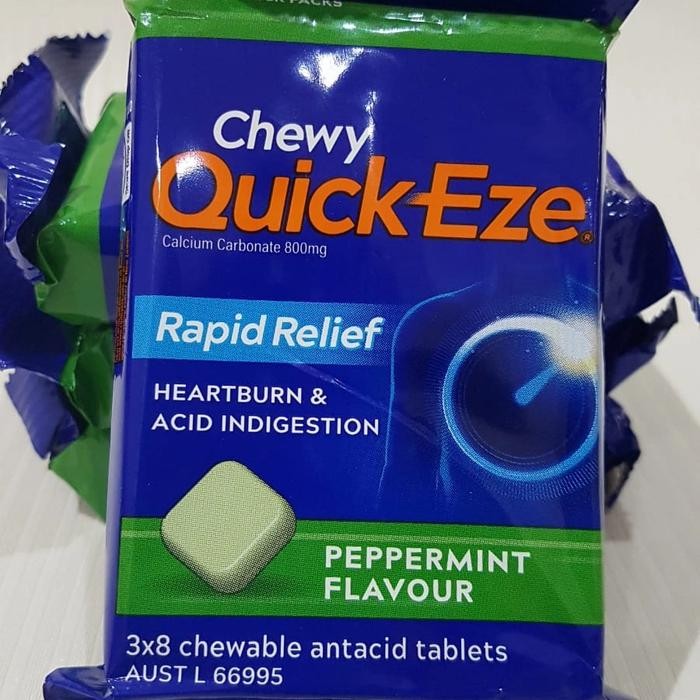 Chewy
Quick-Eze®
Calcium Carbonate 800mg
Rapid Relief
HEARTBURN &
ACID INDIGESTION
PEPPERMINT
FLAVOUR
3x8 chewable antacid tablets
AUST L 66995